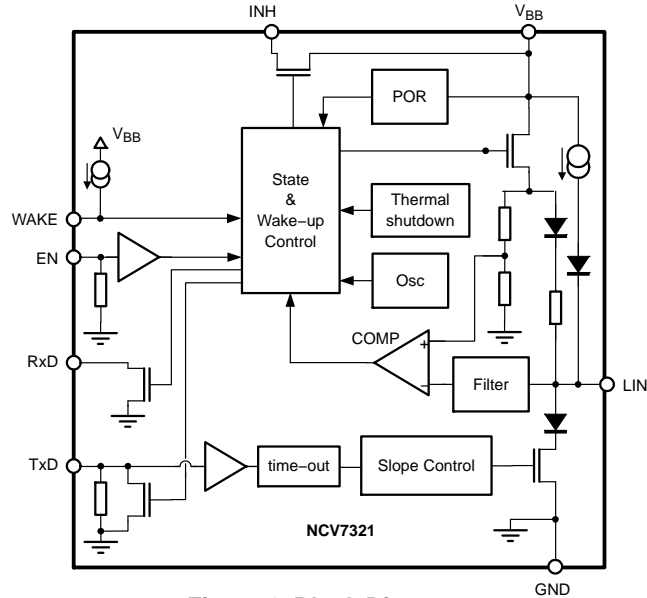 INH
VBB
POR
VBB
State
&
Wake−up
Control
Thermal
shutdown
WAKE
EN
Osc
COMP
+
−
RxD
Filter
LIN
TxD
time−out
Slope Control
NCV7321
GND